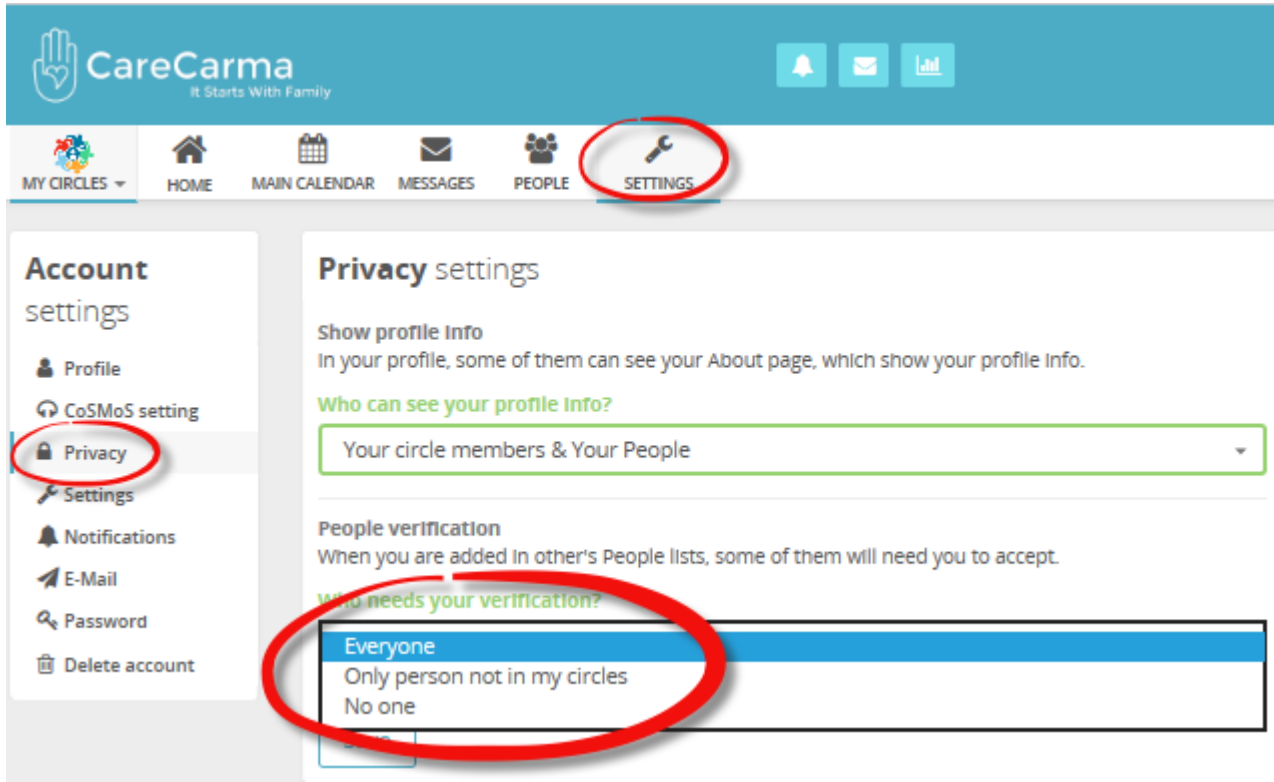 CareCarma
It Starts With Family
MY CIRCLES
HOME
MAIN CALENDAR
MESSAGES
PEOPLE
SETTINGS
Account
settings
Profile
CoSMoS setting
Privacy
Settings
Notifications
E-Mail
Password
Delete account
Privacy settings
Show profile info
In your profile, some of them can see your About page, which show your profile info.
Who can see your profile info?
Your circle members & Your People
People verification
When you are added in other's People lists, some of them will need you to accept.
Who needs your verification?
Everyone
Only person not in my circles
No one